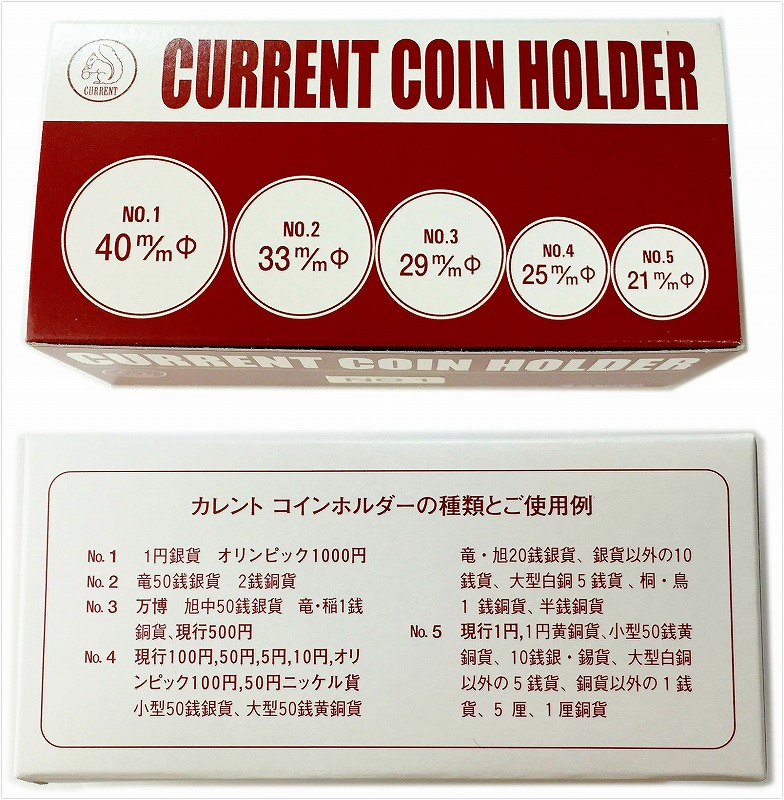 CURRENT
CURRENT COIN HOLDER
NO.1
40 m/m Φ
NO.2
33 m/m Φ
NO.3
29 m/m Φ
NO.4
25 m/m Φ
NO.5
21 m/m Φ
CURRENT COIN HOLDER
NO1
カレント コインホルダーの種類とご使用例
No.1 1円銀貨 オリンピック1000円
No.2 竜50銭銀貨 2銭銅貨
No.3 万博 旭中50銭銀貨 竜・稲1銭
銅貨、現行500円
No.4 現行100円,50円,5円,10円,オリ
ンピック100円,50円ニッケル貨
小型50銭銀貨、大型50銭黄銅貨
竜・旭20銭銀貨、銀貨以外の10
銭貨、大型白銅5銭貨、桐・鳥
1銭銅貨、半銭銅貨
No.5 現行1円,1円黄銅貨、小型50銭黄
銅貨、10銭銀・錫貨、大型白銅
以外の5銭貨、銅貨以外の1銭
貨、5厘、1厘銅貨